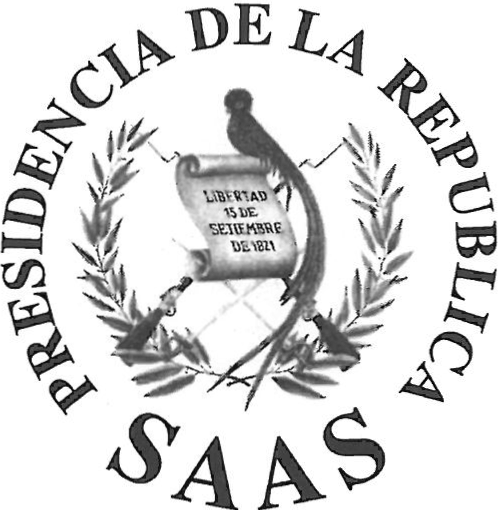 PRESIDENCIA DE LA REPUBLICA
LIBERTAD
15 DE
SETIEMBRE
DE 1821
SAAS